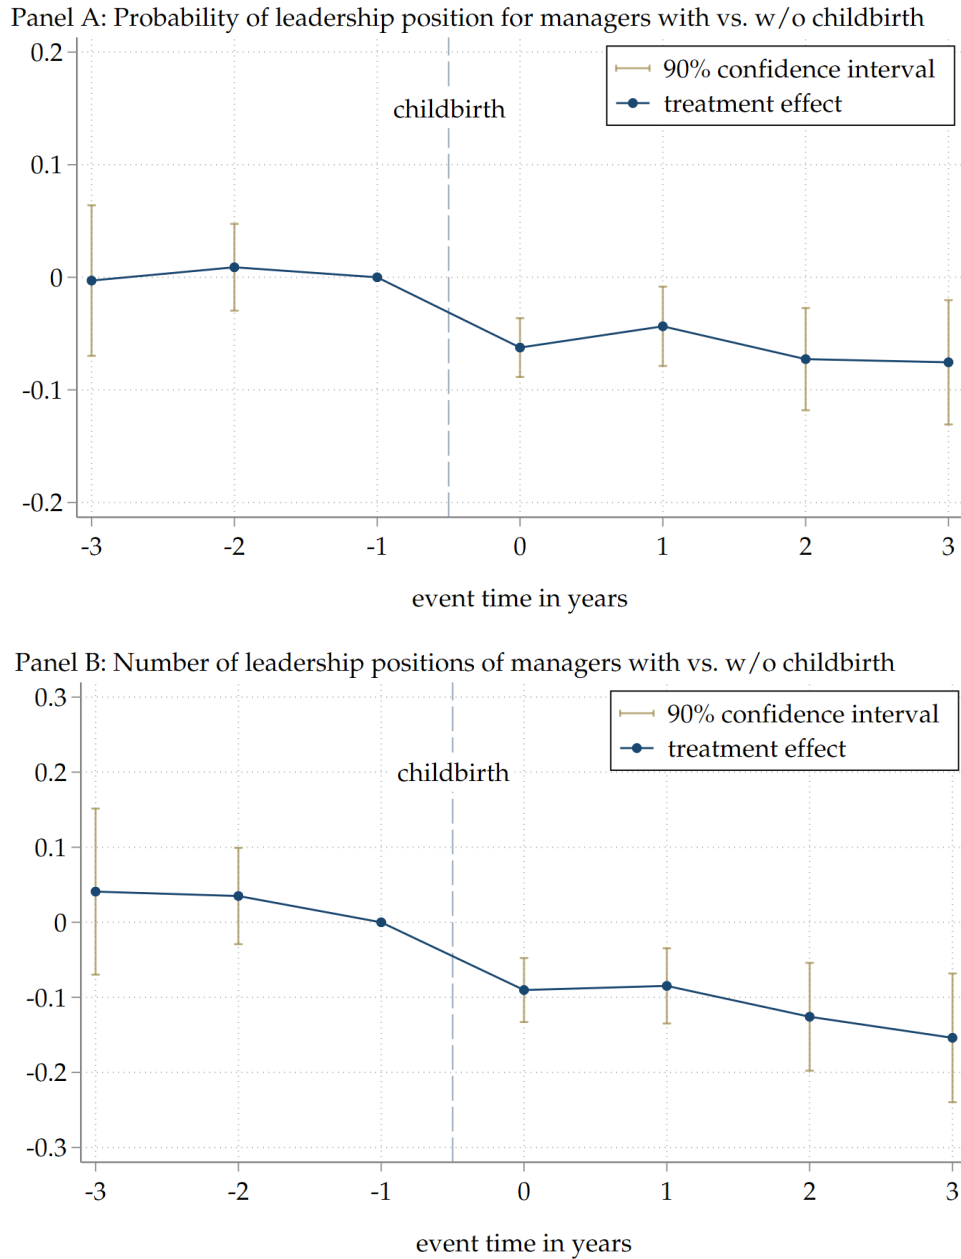 Panel A: Probability of leadership position for managers with vs. w/o childbirth
0.2
90% confidence interval
treatment effect
childbirth
0.1
0
-0.1
-0.2
-3 -2 -1 0 1 2 3
event time in years
Panel B: Number of leadership positions of managers with vs. w/o childbirth
0.3
90% confidence interval
treatment effect
0.2
childbirth
0.1
0
-0.1
-0.2
-0.3
-3 -2 -1 0 1 2 3
event time in years